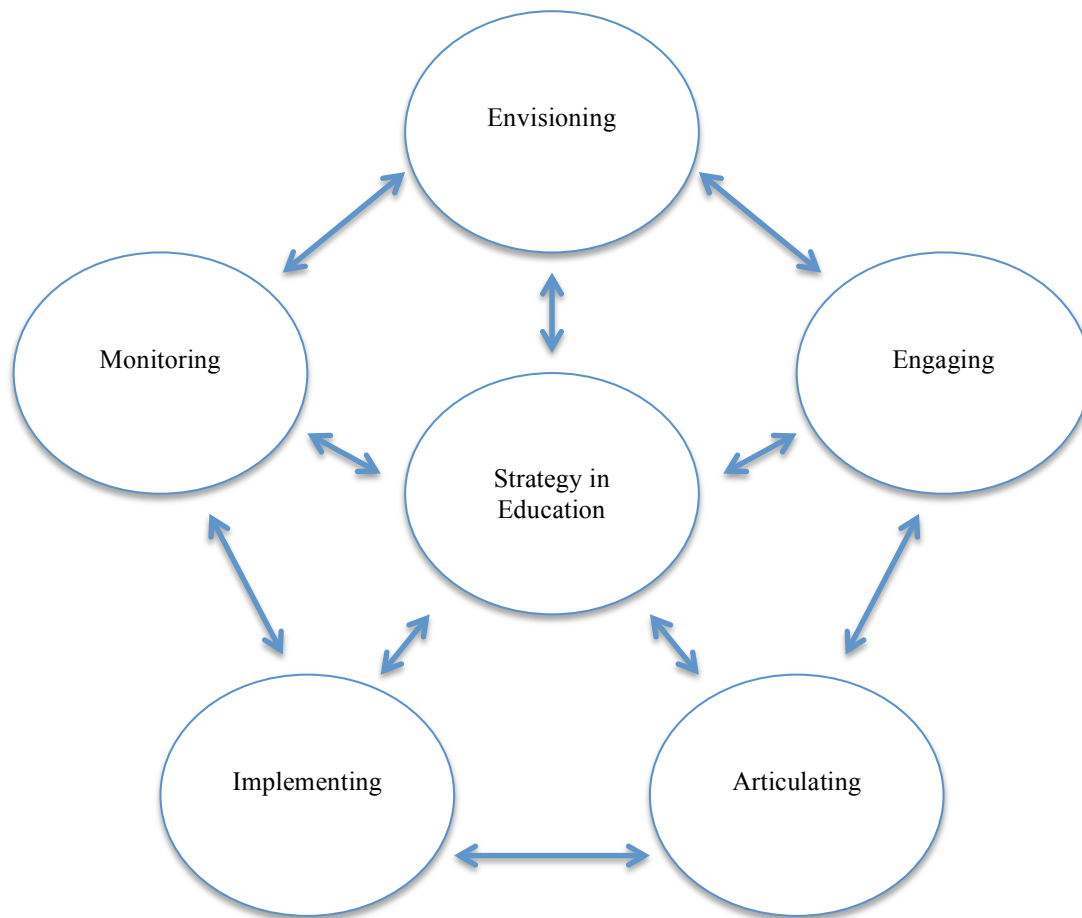 Envisioning
Monitoring
Engaging
Strategy in
Education
Implementing
Articulating